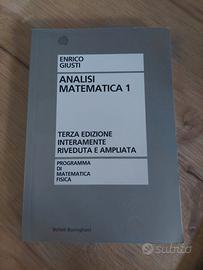 ENRICO
GIUSTI
ANALISI
MATEMATICA 1
TERZA EDIZIONE
INTERAMENTE
RIVEDUTA E AMPLIATA
PROGRAMMA
DI
MATEMATICA
FISICA
Bollati Boringhieri
subito